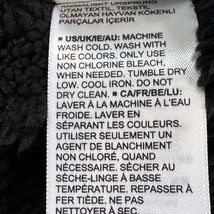 UTAN TEXTIL TEKSTİL
OLMAYAN HAYVAN KÖKENLİ
PARÇALAR İÇERİR
■ US/UK/IE/AU: MACHINE
WASH COLD. WASH WITH
LIKE COLORS. ONLY USE
NON CHLORINE BLEACH,
WHEN NEEDED. TUMBLE DRY
LOW. COOL IRON. DO NOT
DRY CLEAN. ■ CA/FR/BE/LU:
LAVER À LA MACHINE À L'EAU
FROIDE. LAVER EN
SÉPARANT LES COULEURS.
UTILISER SEULEMENT UN
AGENT DE BLANCHIMENT
NON CHLORÉ, QUAND
NÉCESSAIRE. SÉCHER AU
SÈCHE-LINGE À BASSE
TEMPÉRATURE. REPASSER À
FER TIÈDE. NE PAS
NETTOYER À SEC.